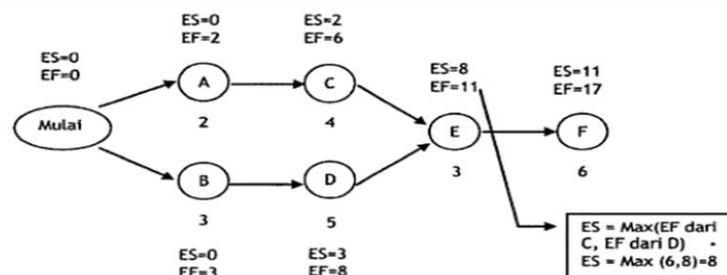 ES=0
EF=0
Mulai
ES=0
EF=2
A
2
ES=2
EF=6
C
4
B
3
ES=0
EF=3
D
5
ES=3
EF=8
ES=8
EF=11
E
3
ES=11
EF=17
F
6
ES = Max(EF dari
C, EF dari D)
ES = Max (6,8)=8